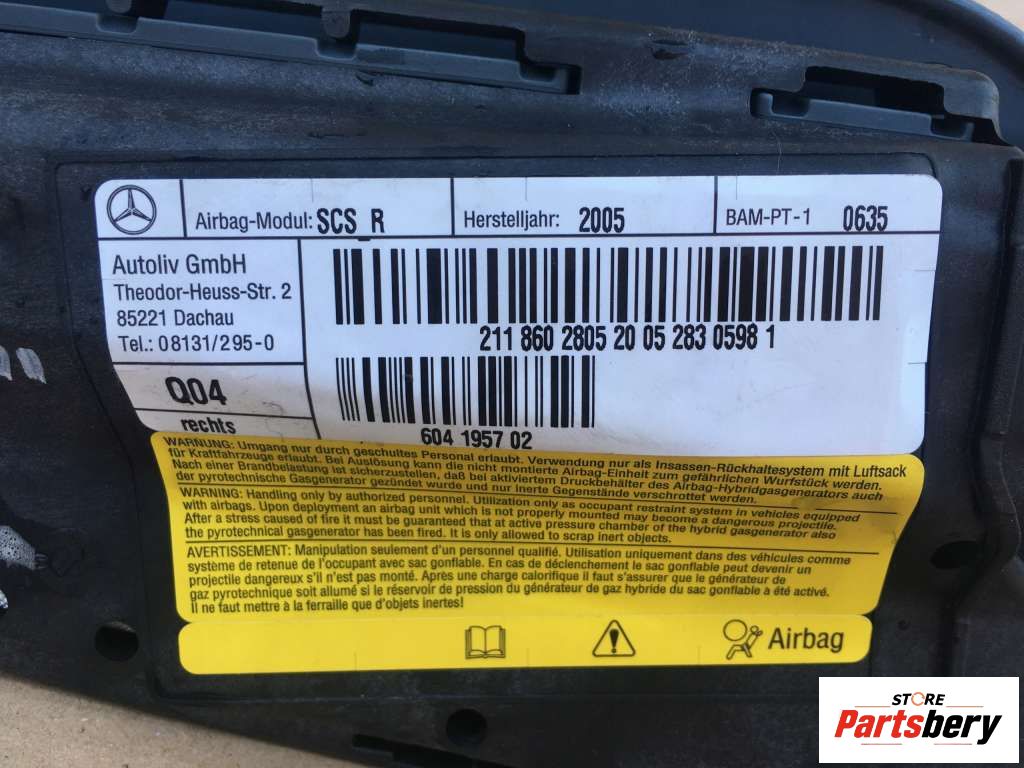 Airbag-Modul: SCS R
Herstelljahr: 2005
BAM-PT-1 0635
Autoliv GmbH
Theodor-Heuss-Str. 2
85221 Dachau
Tel.: 08131/295-0
211 860 2805 20 05 283 0598 1
Q04
rechts
604 1957 02
WARNUNG: Umgang nur durch geschultes Personal erlaubt. Verwendung nur als Insassen-Rückhaltesystem mit Luftsack
für Kraftfahrzeuge erlaubt. Bei Auslösung kann die nicht montierte Airbag-Einheit zum gefährlichen Wurfstück werden.
Nach einer Brandbelastung ist sicherzustellen, daß bei aktiviertem Druckbehälter des Airbag-Hybridgasgenerators auch
der pyrotechnische Gasgenerator gezündet wurde und nur inerte Gegenstände verschrottet werden.
WARNING: Handling only by authorized personnel. Utilization only as occupant restraint system in vehicles equipped
with airbags. Upon deployment an airbag unit which is not properly mounted may become a dangerous projectile.
After a stress caused of fire it must be guaranteed that at active pressure chamber of the hybrid gasgenerator also
the pyrotechnical gasgenerator has been fired. It is only allowed to scrap inert objects.
AVERTISSEMENT: Manipulation seulement d'un personnel qualifié. Utilisation uniquement dans des véhicules comme
système de retenue de l'occupant avec sac gonflable. En cas de déclenchement le sac gonflable peut devenir un
projectile dangereux s'il n'est pas monté. Après une charge calorifique il faut s'assurer que le générateur de
gaz pyrotechnique soit allumé si le réservoir de pression du générateur de gaz hybride du sac gonflable a été activé.
Il ne faut mettre à la ferraille que d'objets inertes!
Airbag
STORE
Partsbery